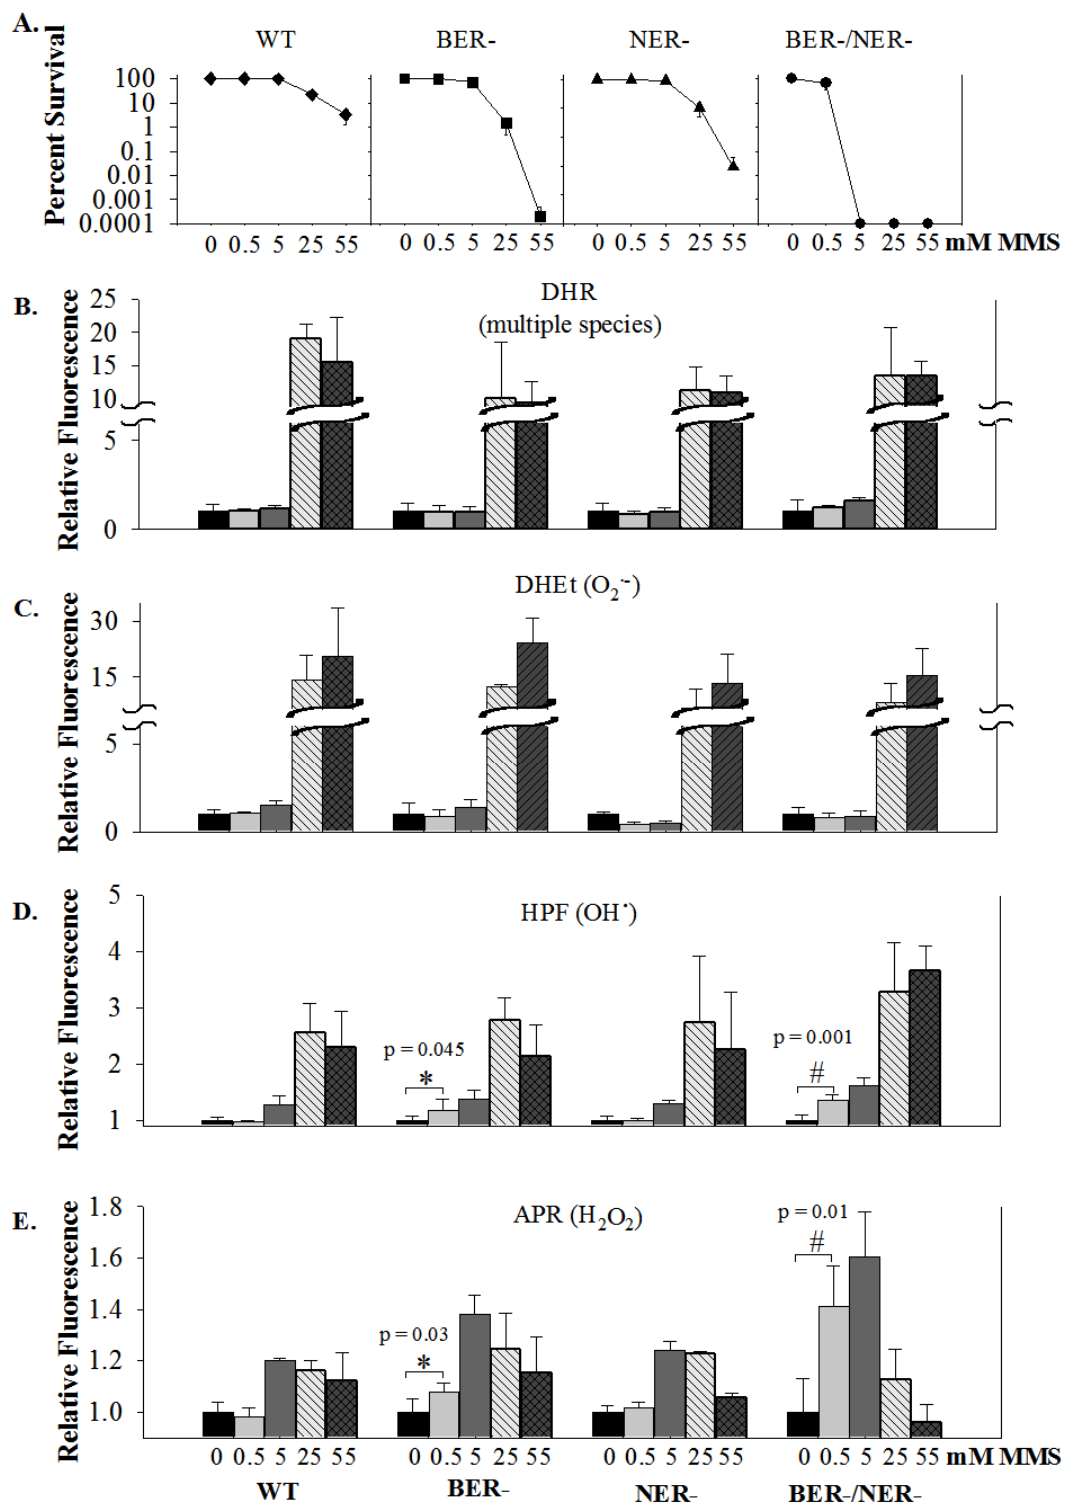 A.
Percent Survival
WT BER- NER- BER-/NER-
100
10
1
0.1
0.01
0.001
0.0001
0 0.5 5 25 55 0 0.5 5 25 55 0 0.5 5 25 55 0 0.5 5 25 55 mM MMS
B.
Relative Fluorescence
DHR
(multiple species)
25
20
15
10
5
0
C.
Relative Fluorescence
DHEt (O₂·-)
30
15
5
0
D.
Relative Fluorescence
HPF (OH·)
5
4
3
2
1
p = 0.045
*
p = 0.001
#
E.
Relative Fluorescence
APR (H₂O₂)
1.8
1.6
1.4
1.2
1.0
p = 0.03
*
p = 0.01
#
0 0.5 5 25 55 0 0.5 5 25 55 0 0.5 5 25 55 0 0.5 5 25 55 mM MMS
WT BER- NER- BER-/NER-